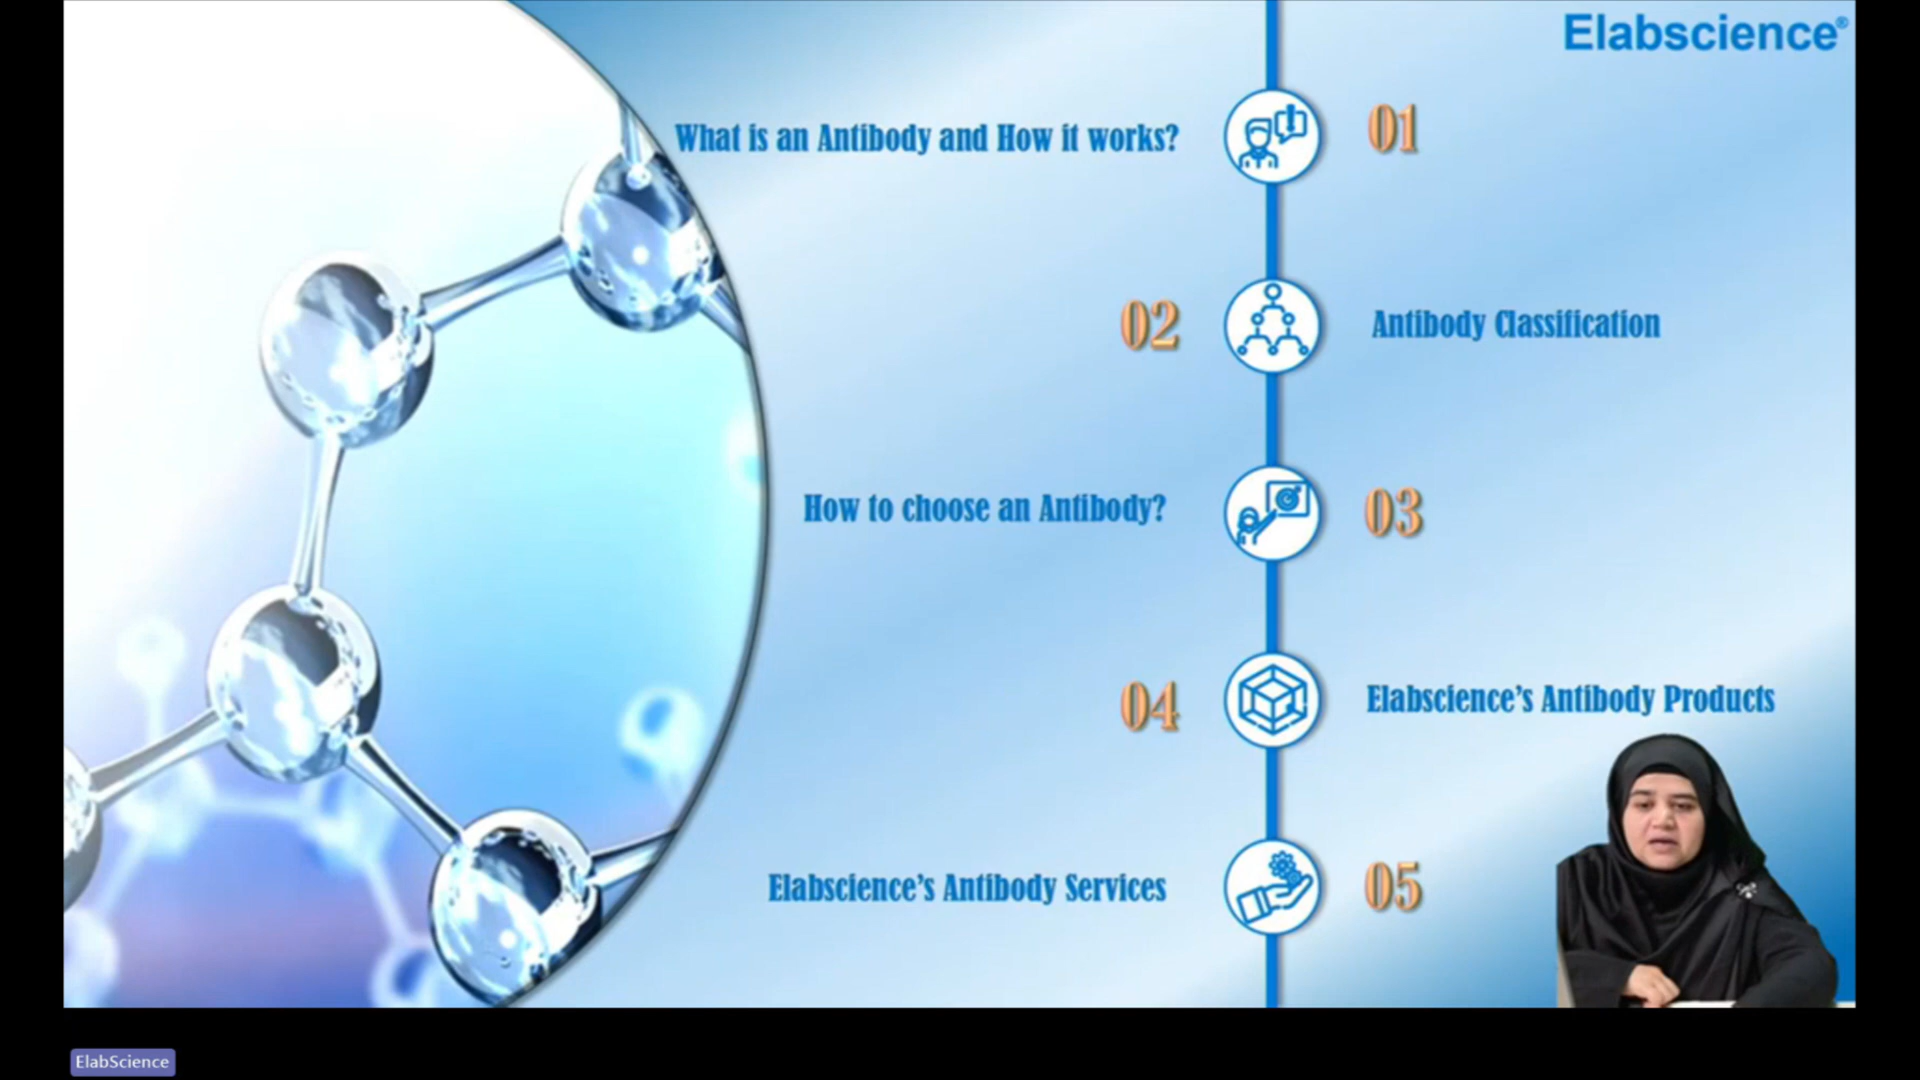 Elabscience®
What is an Antibody and How it works?
01
02
Antibody Classification
How to choose an Antibody?
03
04
Elabscience's Antibody Products
Elabscience's Antibody Services
05
ElabScience